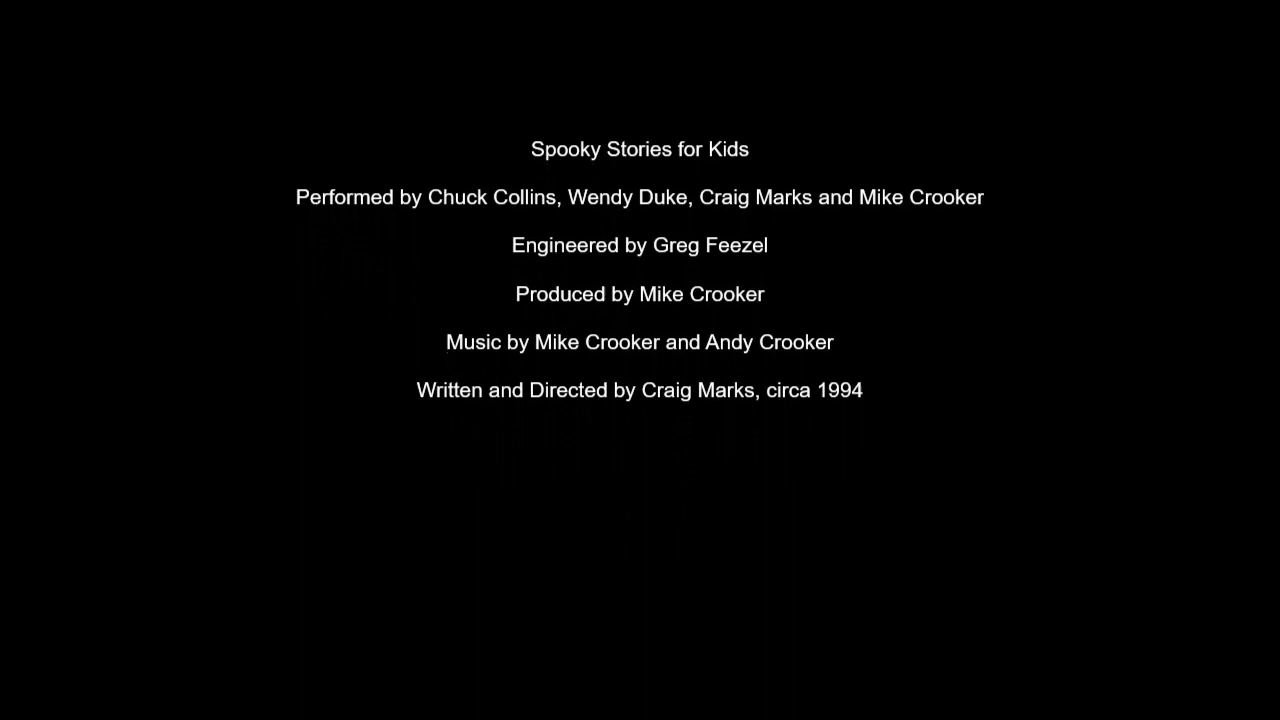 Spooky Stories for Kids
Performed by Chuck Collins, Wendy Duke, Craig Marks and Mike Crooker
Engineered by Greg Feezel
Produced by Mike Crooker
Music by Mike Crooker and Andy Crooker
Written and Directed by Craig Marks, circa 1994